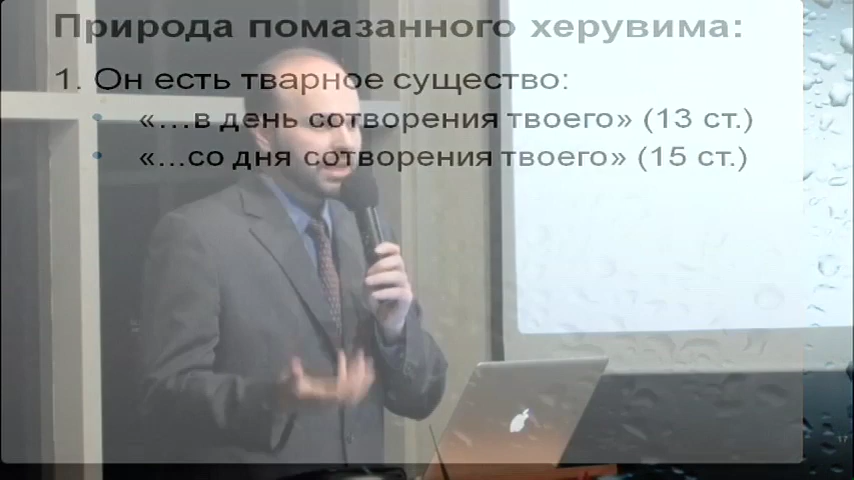 Природа помазанного херувима:
1. Он есть тварное существо:
• «...в день сотворения твоего» (13 ст.)
• «...со дня сотворения твоего» (15 ст.)
17